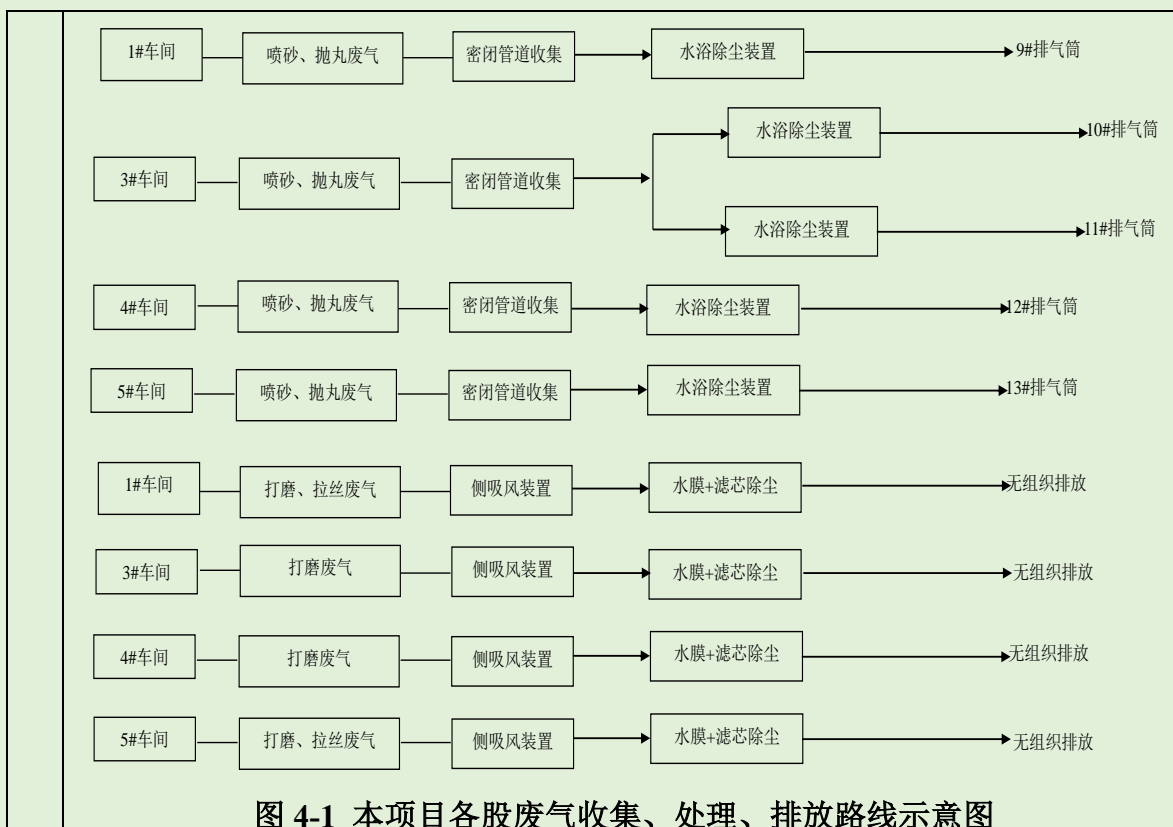 1#车间 喷砂、抛丸废气 密闭管道收集 水浴除尘装置 9#排气筒
水浴除尘装置 10#排气筒
3#车间 喷砂、抛丸废气 密闭管道收集
水浴除尘装置 11#排气筒
4#车间 喷砂、抛丸废气 密闭管道收集 水浴除尘装置 12#排气筒
5#车间 喷砂、抛丸废气 密闭管道收集 水浴除尘装置 13#排气筒
1#车间 打磨、拉丝废气 侧吸风装置 水膜+滤芯除尘 无组织排放
3#车间 打磨废气 侧吸风装置 水膜+滤芯除尘 无组织排放
4#车间 打磨废气 侧吸风装置 水膜+滤芯除尘 无组织排放
5#车间 打磨、拉丝废气 侧吸风装置 水膜+滤芯除尘 无组织排放
图 4-1 本项目各股废气收集、处理、排放路线示意图